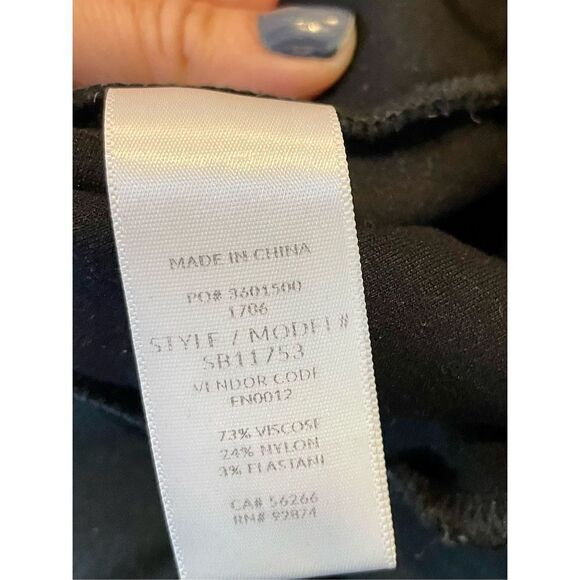 MADE IN CHINA
PO# 3601500
1706
STYLE / MODEL#
SB11753
VENDOR CODE
FN0012
73% VISCOSE
24% NYLON
3% ELASTANE
CA# 56266
RN# 92874